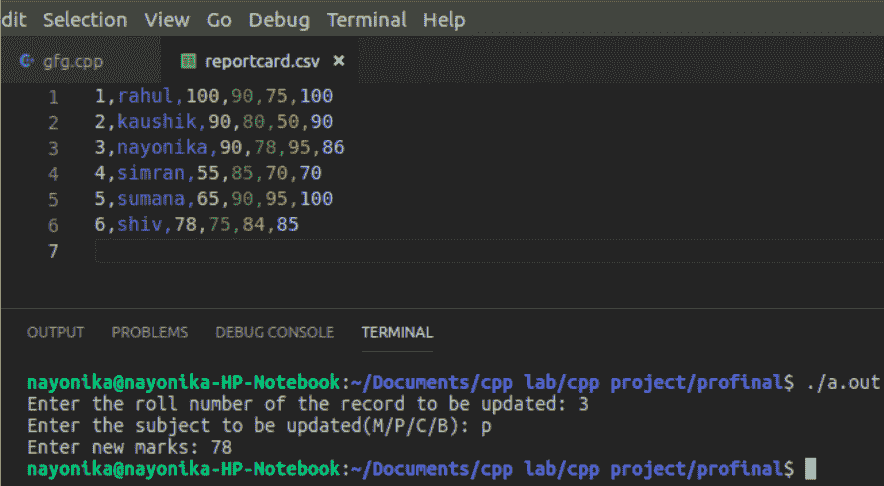 dit Selection View Go Debug Terminal Help
gfg.cpp reportcard.csv ×
1 1,rahul,100,90,75,100
2 2,kaushik,90,80,50,90
3 3,nayonika,90,78,95,86
4 4,simran,55,85,70,70
5 5,sumana,65,90,95,100
6 6,shiv,78,75,84,85
7
OUTPUT PROBLEMS DEBUG CONSOLE TERMINAL
nayonika@nayonika-HP-Notebook:~/Documents/cpp lab/cpp project/profinal$ ./a.out
Enter the roll number of the record to be updated: 3
Enter the subject to be updated(M/P/C/B): p
Enter new marks: 78
nayonika@nayonika-HP-Notebook:~/Documents/cpp lab/cpp project/profinal$